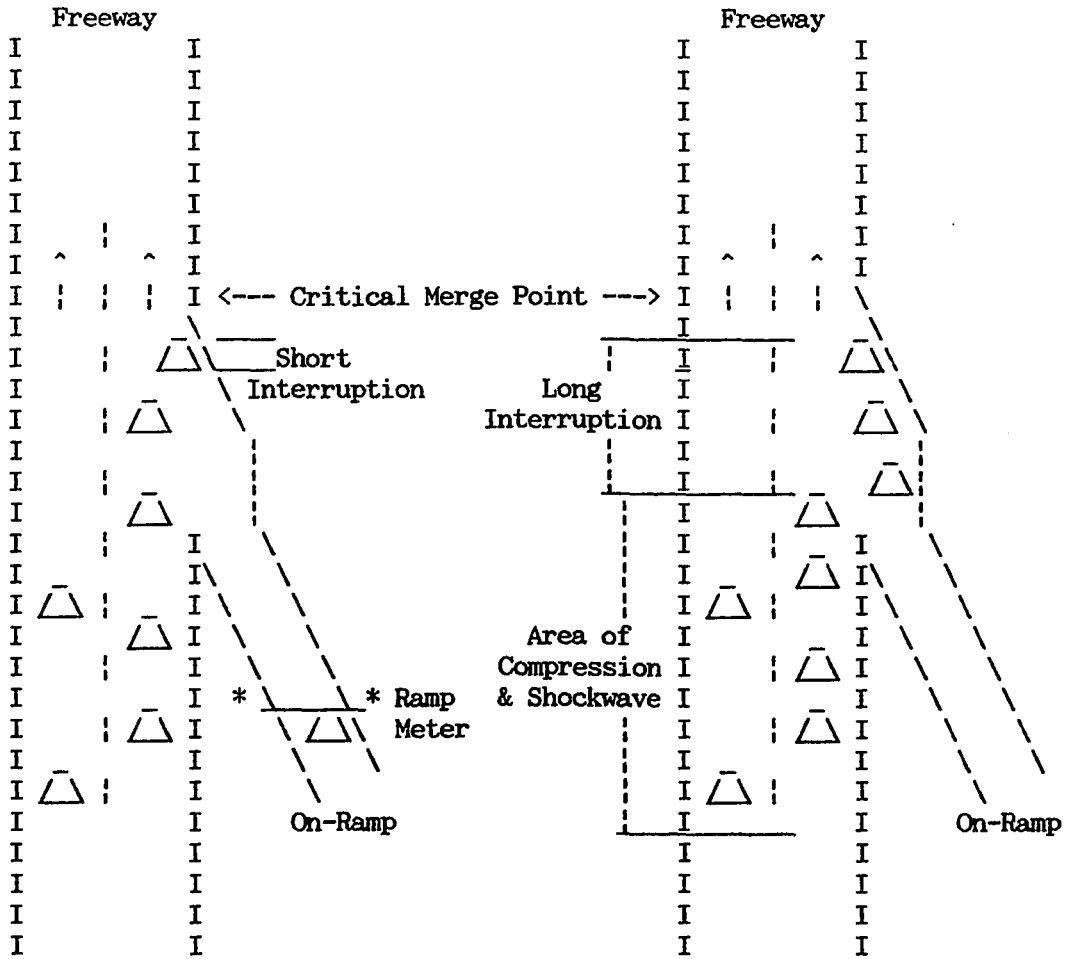 Freeway
Freeway
<--- Critical Merge Point --->
Short
Interruption
Long
Interruption
Area of
Compression
& Shockwave
* * Ramp
Meter
On-Ramp
On-Ramp